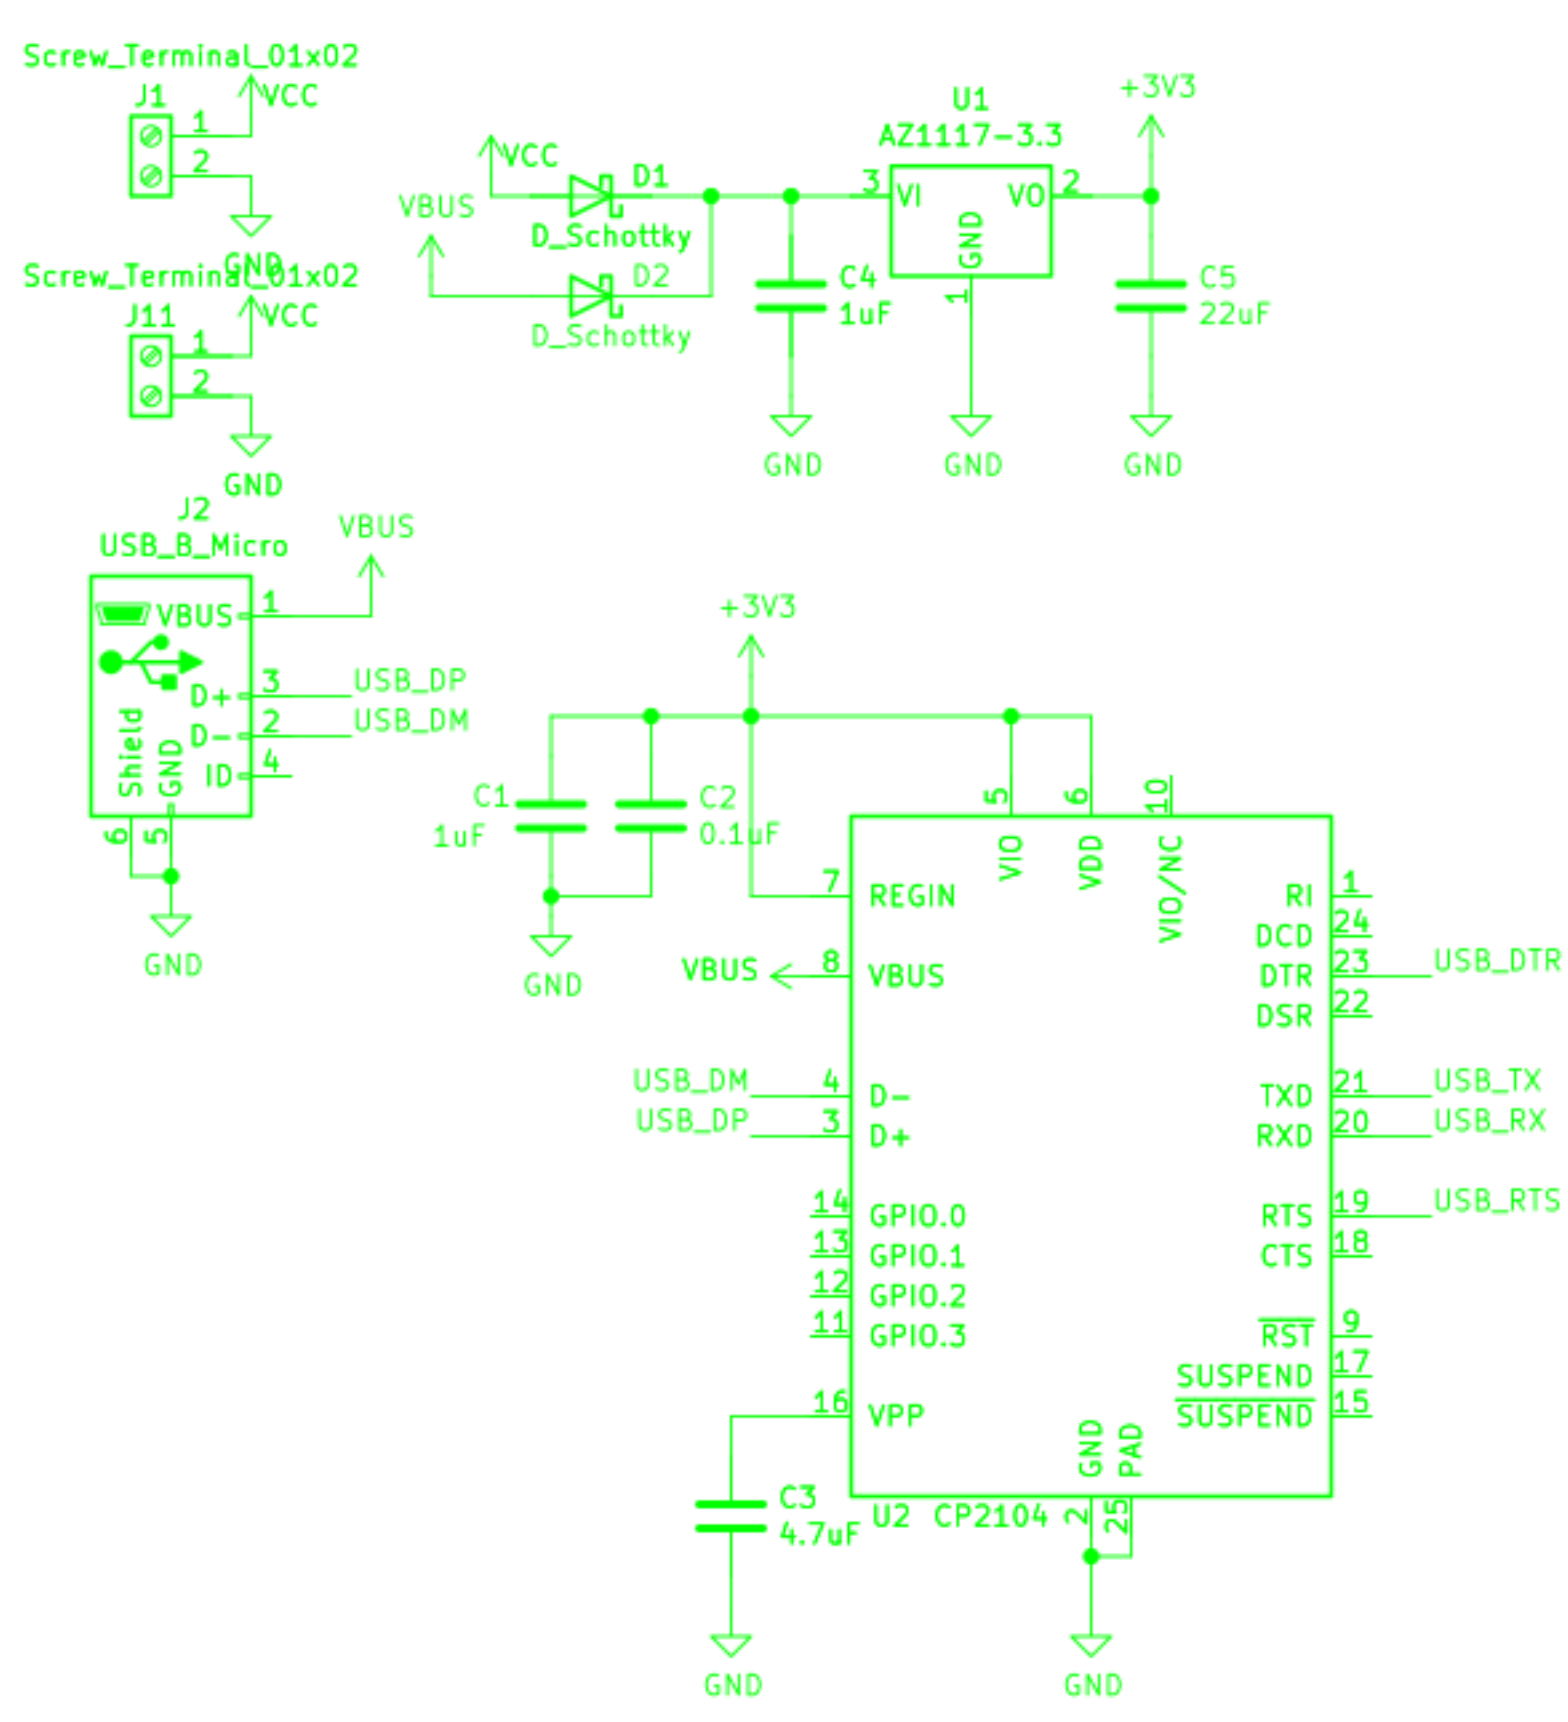 Screw_Terminal_01x02
J1
VCC
1
2
GND
Screw_Terminal_01x02
J11
VCC
1
2
GND
J2
USB_B_Micro
VBUS
VBUS
1
D+
3
USB_DP
D-
2
USB_DM
ID
4
Shield
GND
6
5
GND
VCC
D1
D_Schottky
VBUS
D2
D_Schottky
C4
1uF
GND
U1
AZ1117-3.3
3
VI
VO
2
GND
1
GND
+3V3
C5
22uF
GND
+3V3
C1
1uF
C2
0.1uF
GND
5
6
10
VIO
VDD
VIO/NC
7
REGIN
VBUS
8
VBUS
USB_DM
4
D-
USB_DP
3
D+
14
GPIO.0
13
GPIO.1
12
GPIO.2
11
GPIO.3
16
VPP
RI
1
DCD
24
DTR
23
USB_DTR
DSR
22
TXD
21
USB_TX
RXD
20
USB_RX
RTS
19
USB_RTS
CTS
18
RST
9
SUSPEND
17
SUSPEND
15
GND
PAD
C3
4.7uF
GND
U2
CP2104
2
25
GND